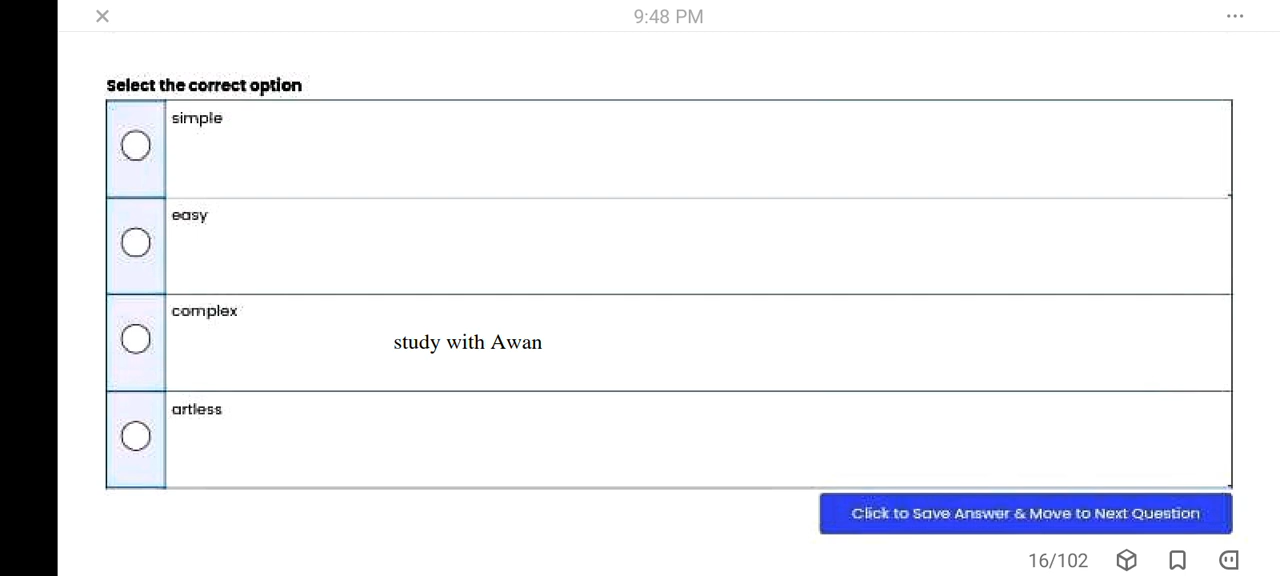 9:48 PM
Select the correct option
simple
easy
complex
study with Awan
artless
Click to Save Answer & Move to Next Question
16/102